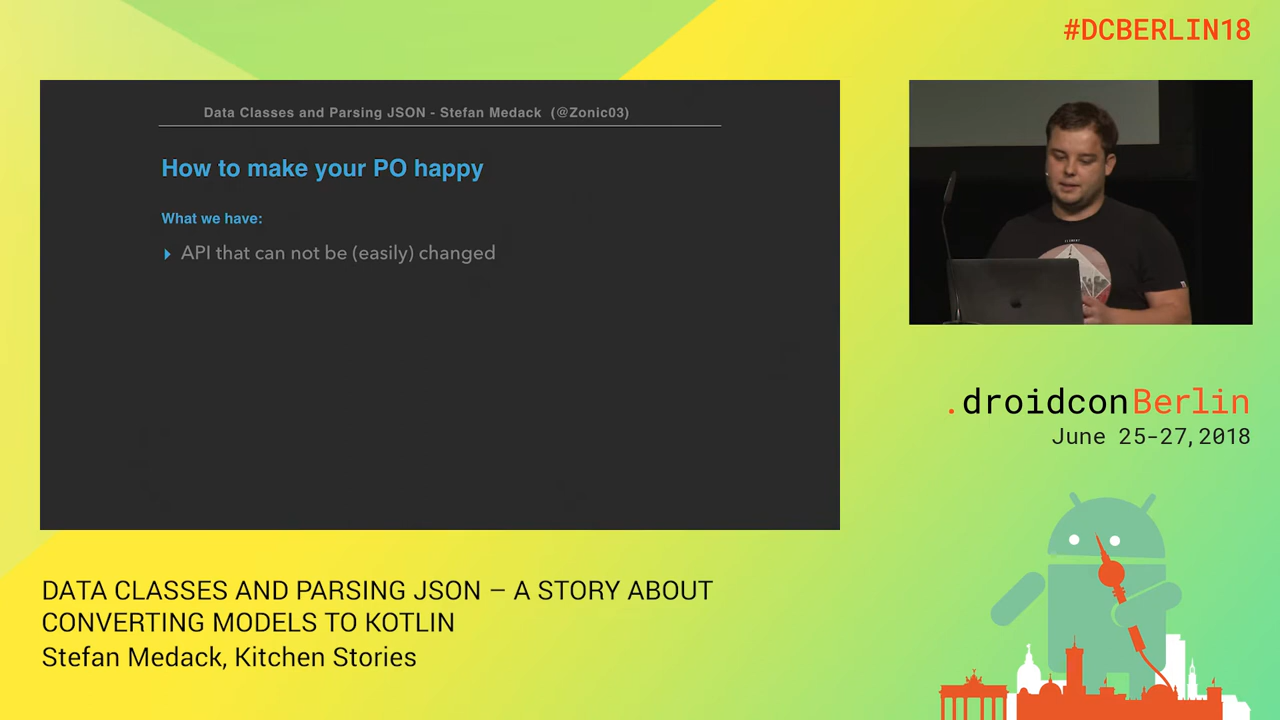 #DCBERLIN18
Data Classes and Parsing JSON - Stefan Medack (@Zonic03)
How to make your PO happy
What we have:
API that can not be (easily) changed
.droidconBerlin
June 25-27,2018
DATA CLASSES AND PARSING JSON – A STORY ABOUT
CONVERTING MODELS TO KOTLIN
Stefan Medack, Kitchen Stories